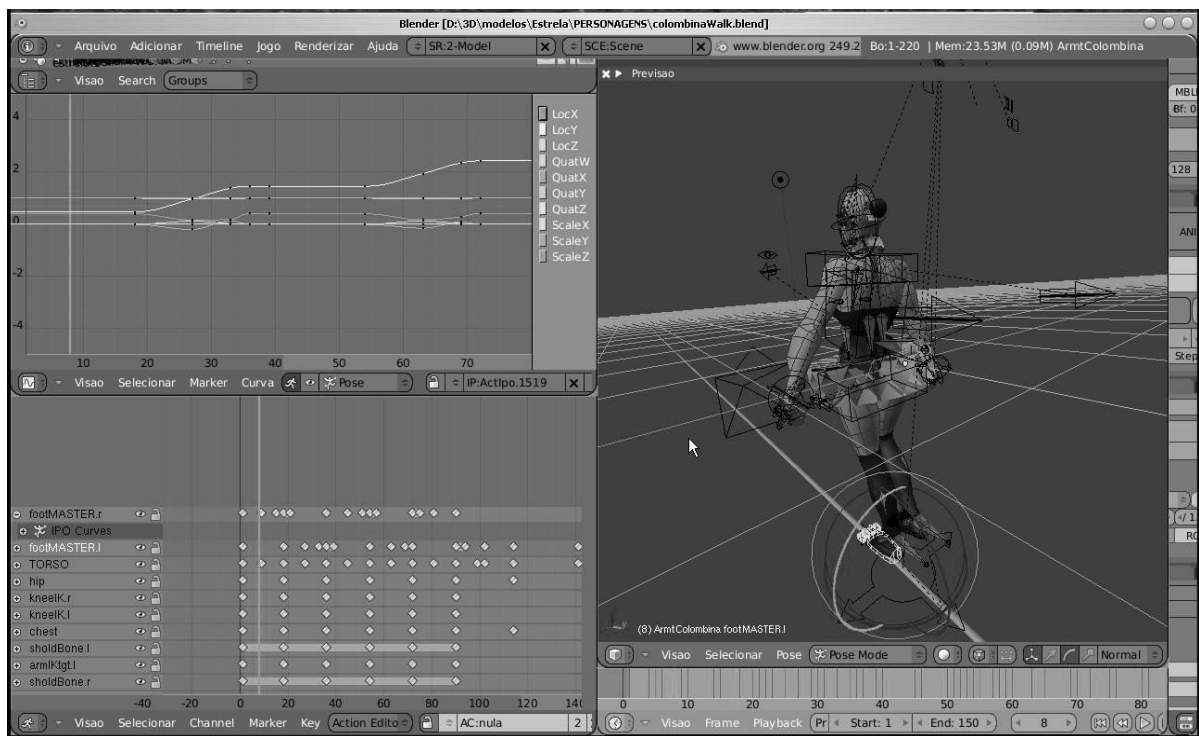 Blender [D:\3D\modelos\Estrela\PERSONAGENS\colombinaWalk.blend]
Arquivo Adicionar Timeline Jogo Renderizar Ajuda SR:2-Model SCE:Scene www.blender.org 249.2 Bo:1-220 | Mem:23.53M (0.09M) ArmtColombina
Visao Search Groups
Previsao
MBL
Bf: 0
128
ANI
Step
4
2
0
-2
-4
LocX
LocY
LocZ
QuatW
QuatX
QuatY
QuatZ
ScaleX
ScaleY
ScaleZ
10 20 30 40 50 60 70
Visao Selecionar Marker Curva Pose IP:ActIpo.1519
footMASTER.r
IPO Curves
footMASTER.l
TORSO
hip
kneeIK.r
kneeIK.l
chest
sholdBone.l
armIKtgt.l
sholdBone.r
-40 -20 0 20 40 60 80 100 120 140
Visao Selecionar Channel Marker Key Action Edito AC:nula 2
(8) ArmtColombina footMASTER.l
Visao Selecionar Pose Pose Mode Normal
0 10 20 30 40 50 60 70 80
Visao Frame Playback Pr Start: 1 End: 150 8